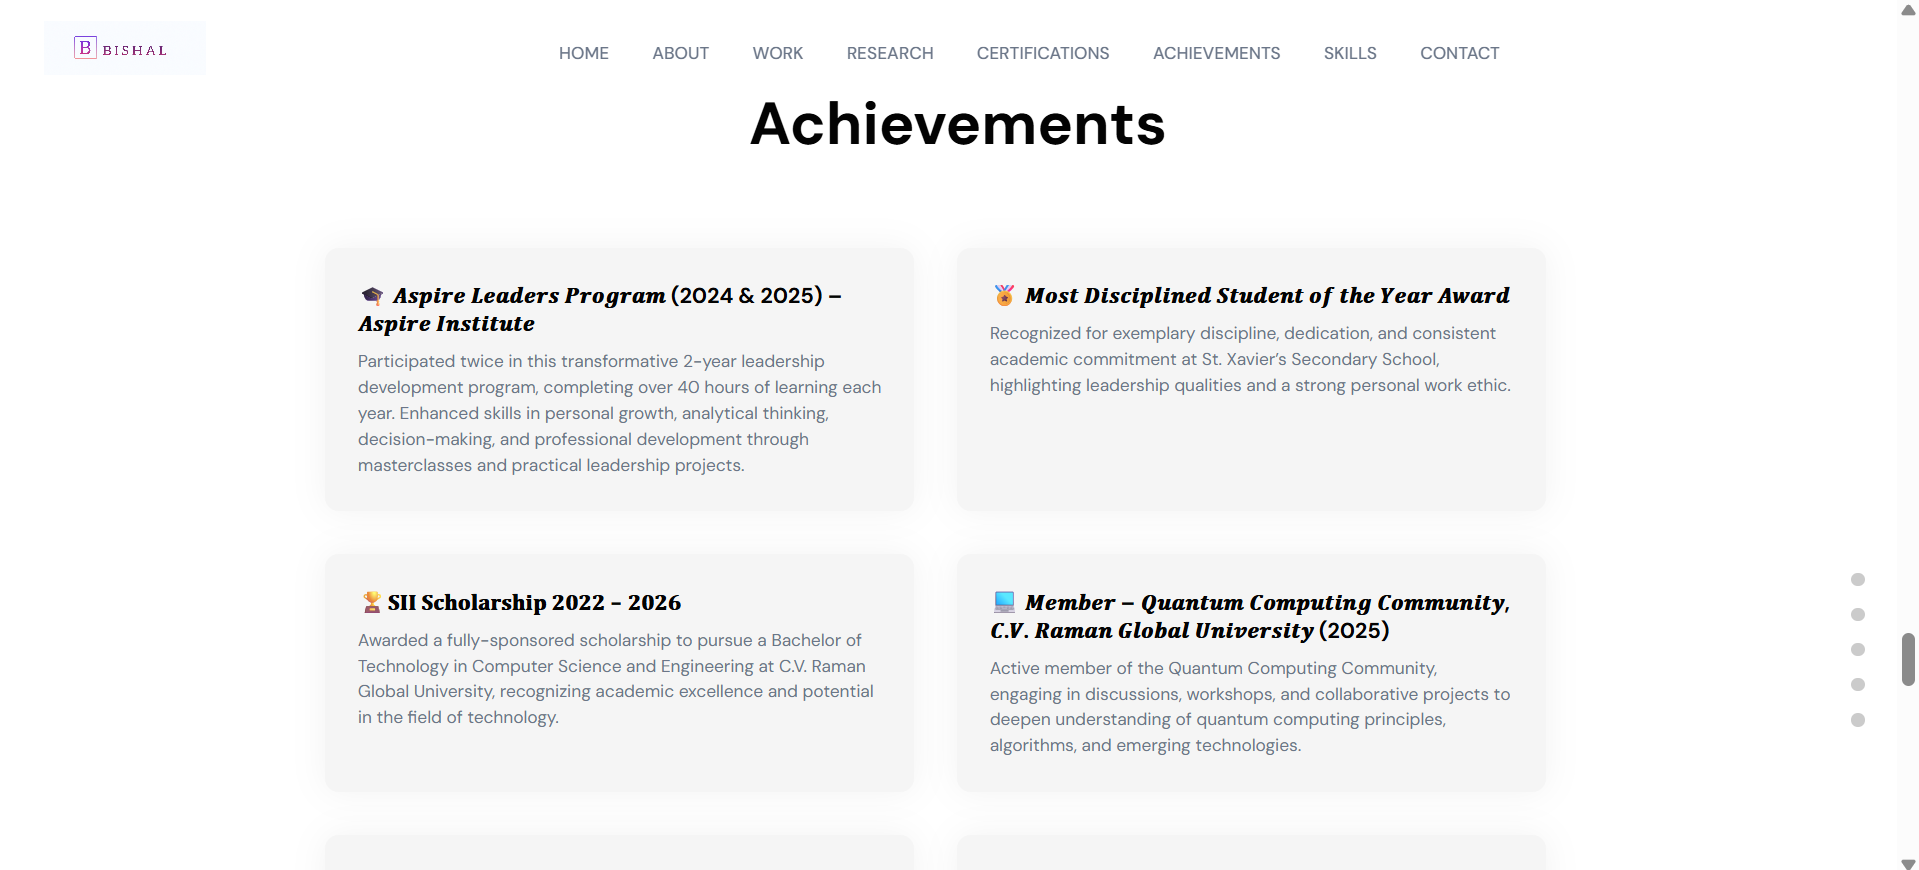 B BISHAL
HOME ABOUT WORK RESEARCH CERTIFICATIONS ACHIEVEMENTS SKILLS CONTACT
Achievements
Aspire Leaders Program (2024 & 2025) –
Aspire Institute
Participated twice in this transformative 2-year leadership
development program, completing over 40 hours of learning each
year. Enhanced skills in personal growth, analytical thinking,
decision-making, and professional development through
masterclasses and practical leadership projects.
Most Disciplined Student of the Year Award
Recognized for exemplary discipline, dedication, and consistent
academic commitment at St. Xavier’s Secondary School,
highlighting leadership qualities and a strong personal work ethic.
SII Scholarship 2022 – 2026
Awarded a fully-sponsored scholarship to pursue a Bachelor of
Technology in Computer Science and Engineering at C.V. Raman
Global University, recognizing academic excellence and potential
in the field of technology.
Member – Quantum Computing Community,
C.V. Raman Global University (2025)
Active member of the Quantum Computing Community,
engaging in discussions, workshops, and collaborative projects to
deepen understanding of quantum computing principles,
algorithms, and emerging technologies.